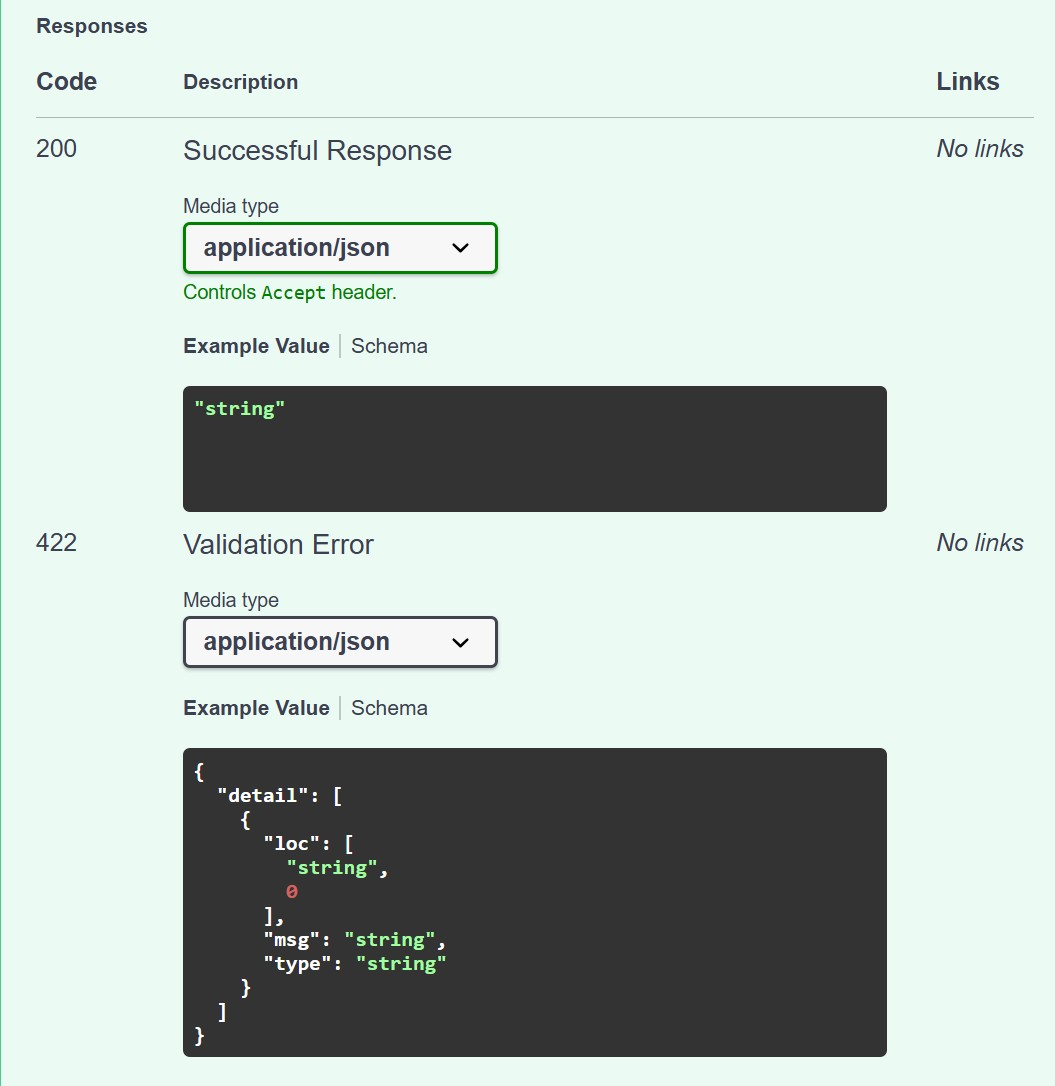 Responses
Code Description Links
200 Successful Response No links
Media type
application/json
Controls Accept header.
Example Value Schema
"string"
422 Validation Error No links
Media type
application/json
Example Value Schema
{
  "detail": [
    {
      "loc": [
        "string",
        0
      ],
      "msg": "string",
      "type": "string"
    }
  ]
}